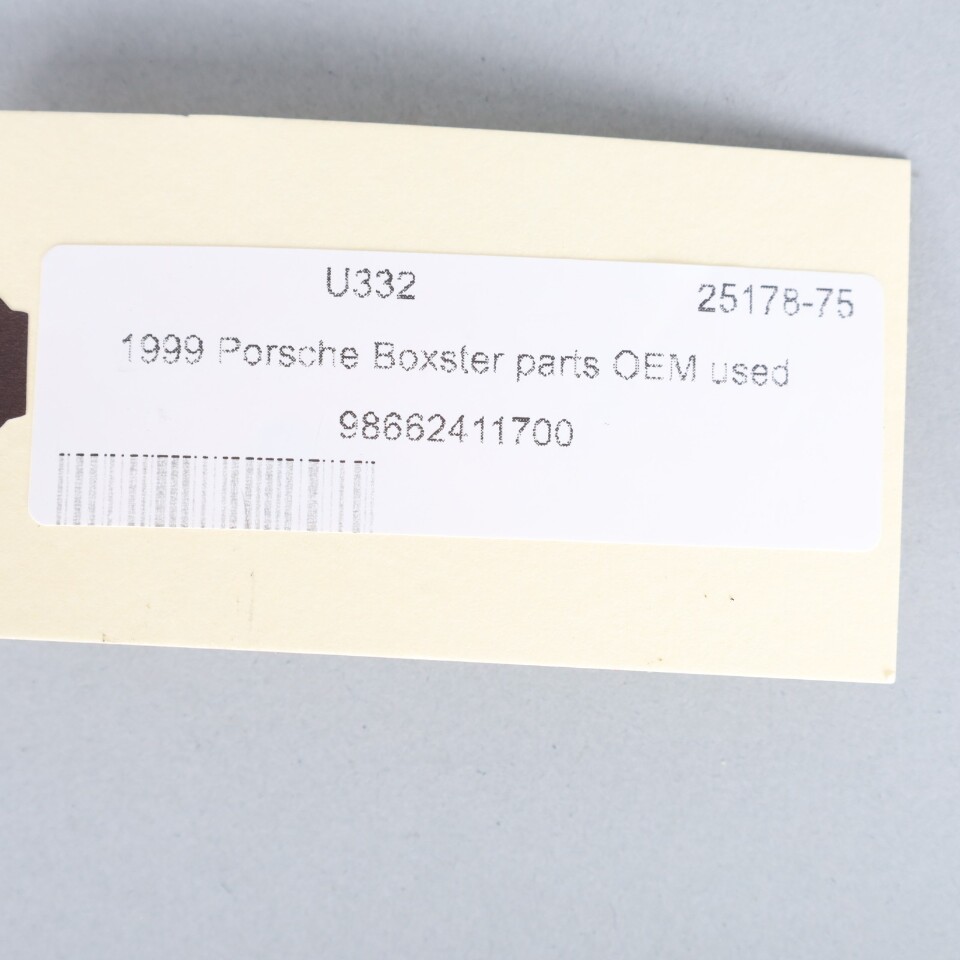 U332 25178-75
1999 Porsche Boxster parts OEM used
98662411700